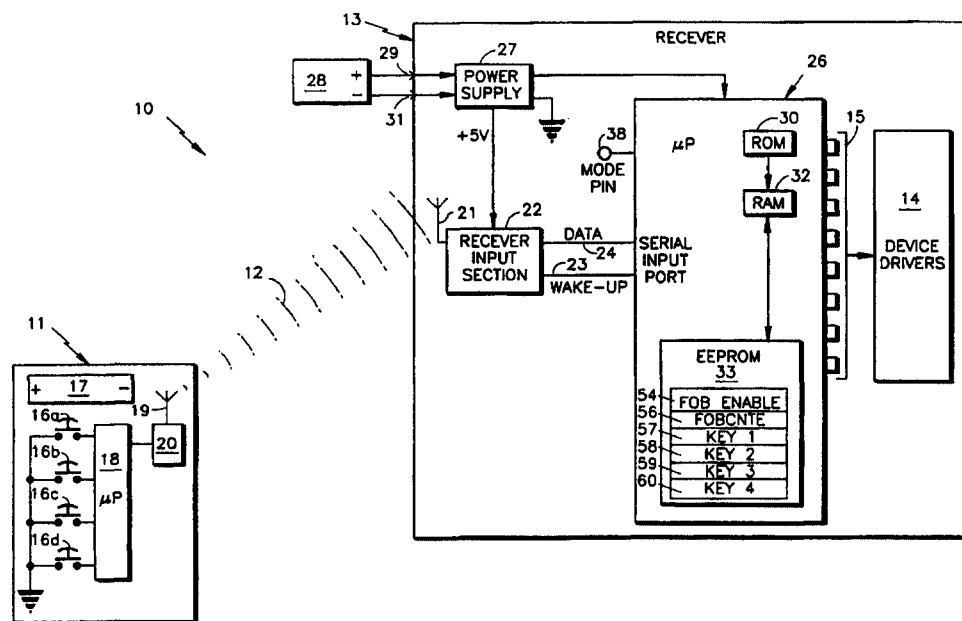 13
RECEVER
29
27
28
+
-
POWER
SUPPLY
26
31
10
+5V
38
μP
30
ROM
15
MODE
PIN
32
RAM
14
DEVICE
DRIVERS
21
22
RECEVER
INPUT
SECTION
DATA
24
23
WAKE-UP
SERIAL
INPUT
PORT
12
11
+ 17 -
19
16a
16b
16c
16d
18
μP
20
EEPROM
33
54 FOB ENABLE
56 FOBCNTE
57 KEY 1
58 KEY 2
59 KEY 3
60 KEY 4